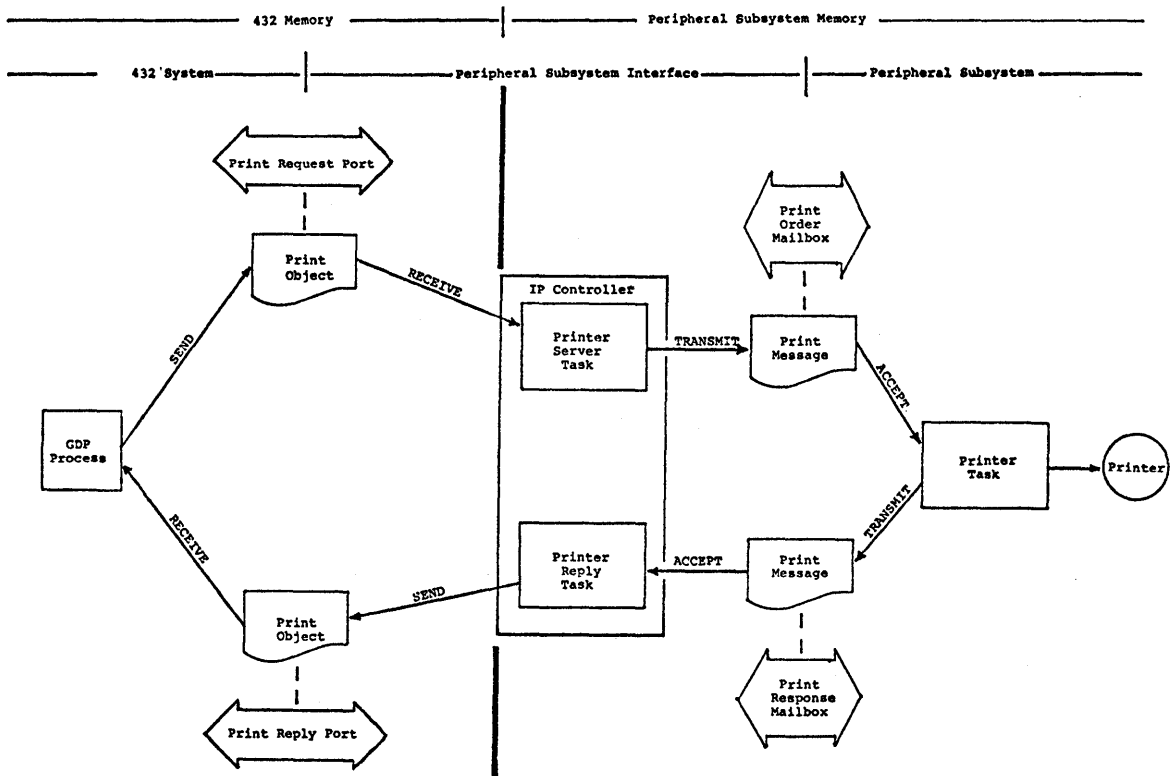 432 Memory
Peripheral Subsystem Memory
432 System
Peripheral Subsystem Interface
Peripheral Subsystem
Print Request Port
Print
Object
SEND
RECEIVE
IP Controller
Printer
Server
Task
TRANSMIT
Print
Order
Mailbox
Print
Message
ACCEPT
GDP
Process
Printer
Task
Printer
TRANSMIT
Print
Message
ACCEPT
Printer
Reply
Task
SEND
RECEIVE
Print
Object
Print Reply Port
Print
Response
Mailbox